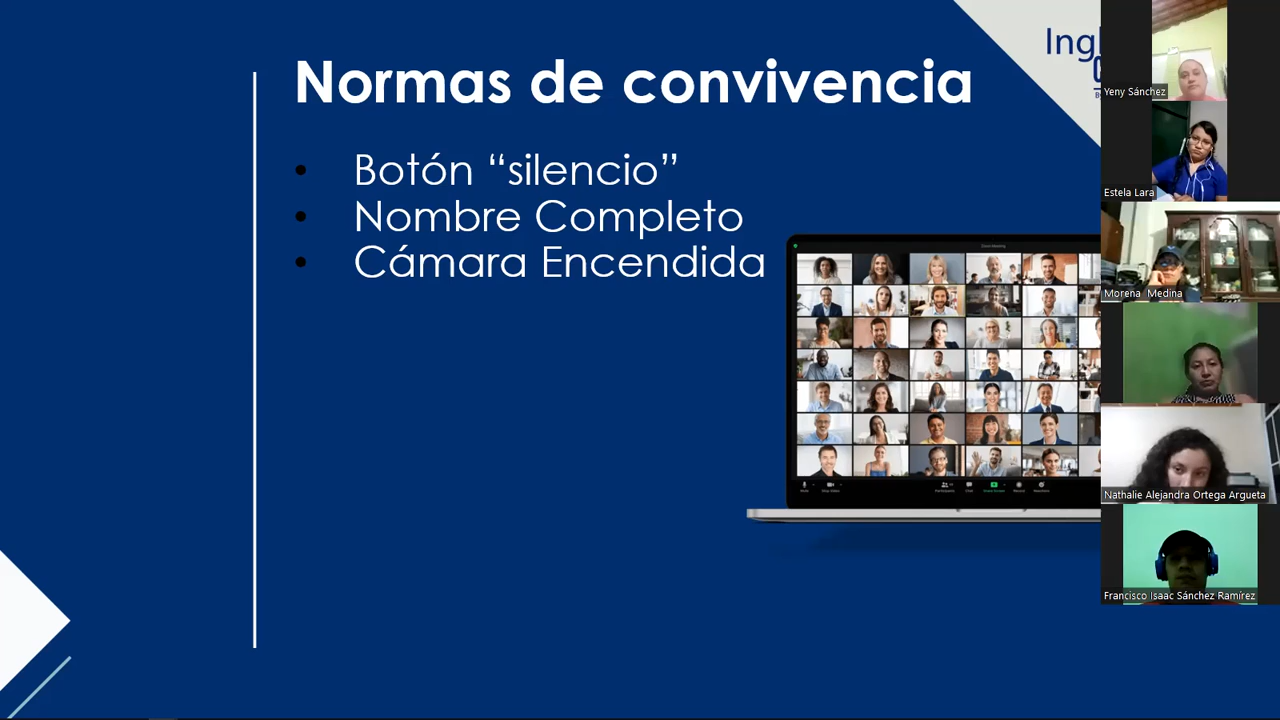 Normas de convivencia
• Botón “silencio”
• Nombre Completo
• Cámara Encendida
Ingl
Yeny Sánchez
Estela Lara
Morena Medina
Nathalie Alejandra Ortega Argueta
Francisco Isaac Sánchez Ramírez